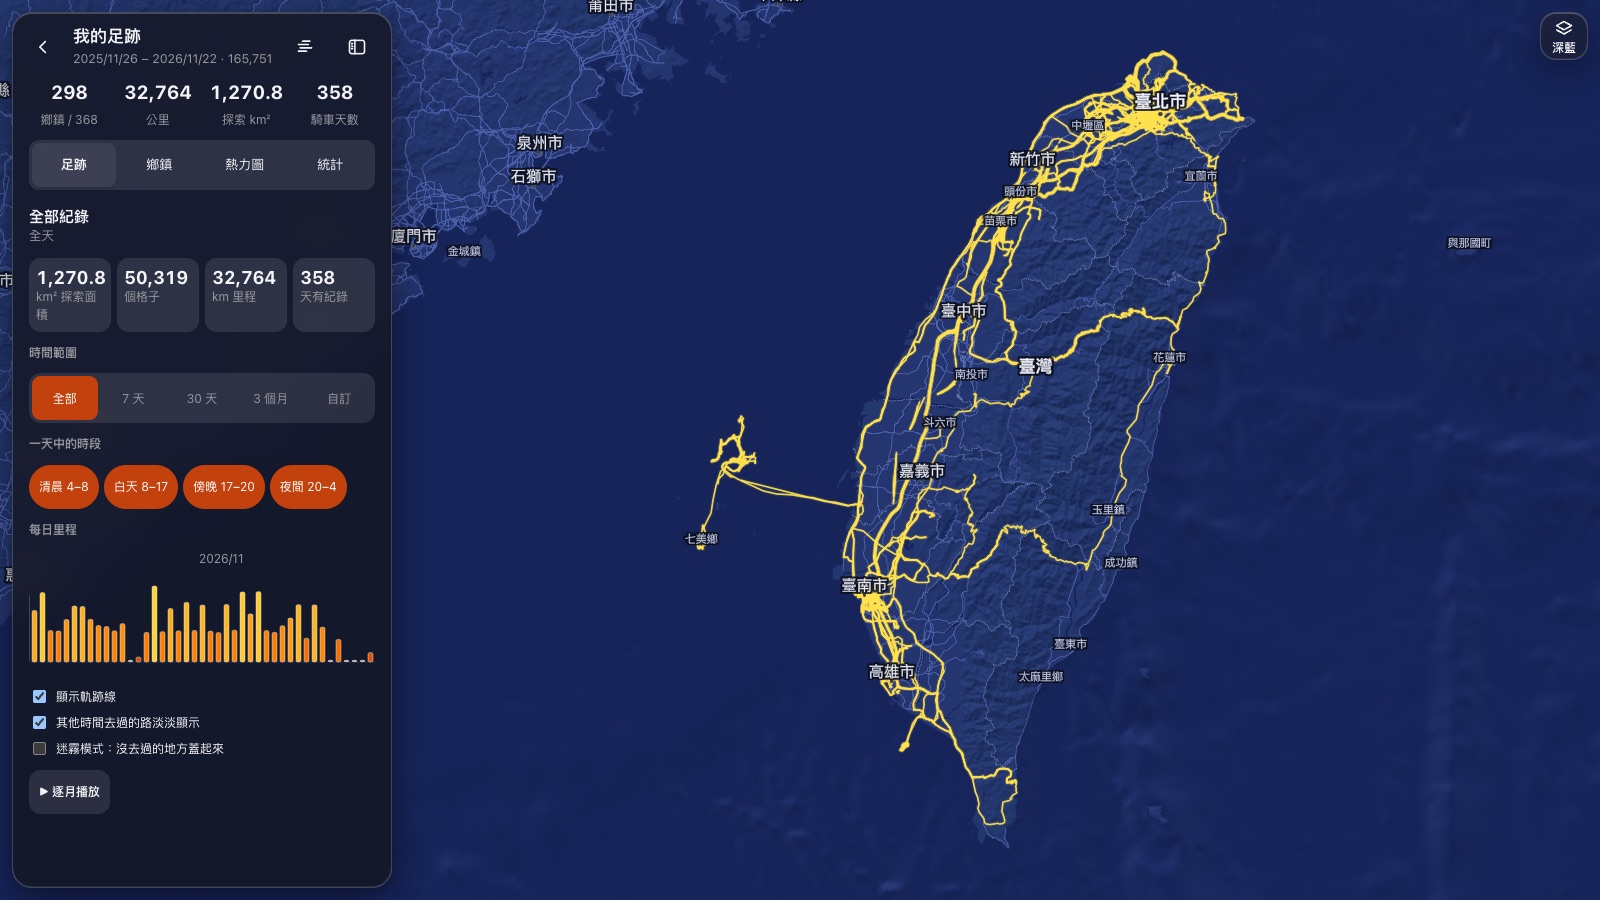 我的足跡
2025/11/26 – 2026/11/22 · 165,751
298 32,764 1,270.8 358
鄉鎮 / 368 公里 探索 km² 騎車天數
足跡 鄉鎮 熱力圖 統計
全部紀錄
全天
1,270.8 50,319 32,764 358
km² 探索面積 個格子 km 里程 天有紀錄
時間範圍
全部 7 天 30 天 3 個月 自訂
一天中的時段
清晨 4–8 白天 8–17 傍晚 17–20 夜間 20–4
每日里程
2026/11
顯示軌跡線
其他時間去過的路淡淡顯示
迷霧模式：沒去過的地方蓋起來
▶ 逐月播放
深藍
莆田市
泉州市
石獅市
廈門市
金城鎮
臺北市
中壢區
新竹市
宜蘭市
頭份市
苗栗市
與那國町
臺中市
花蓮市
臺灣
南投市
斗六市
嘉義市
玉里鎮
七美鄉
成功鎮
臺南市
臺東市
高雄市
太麻里鄉